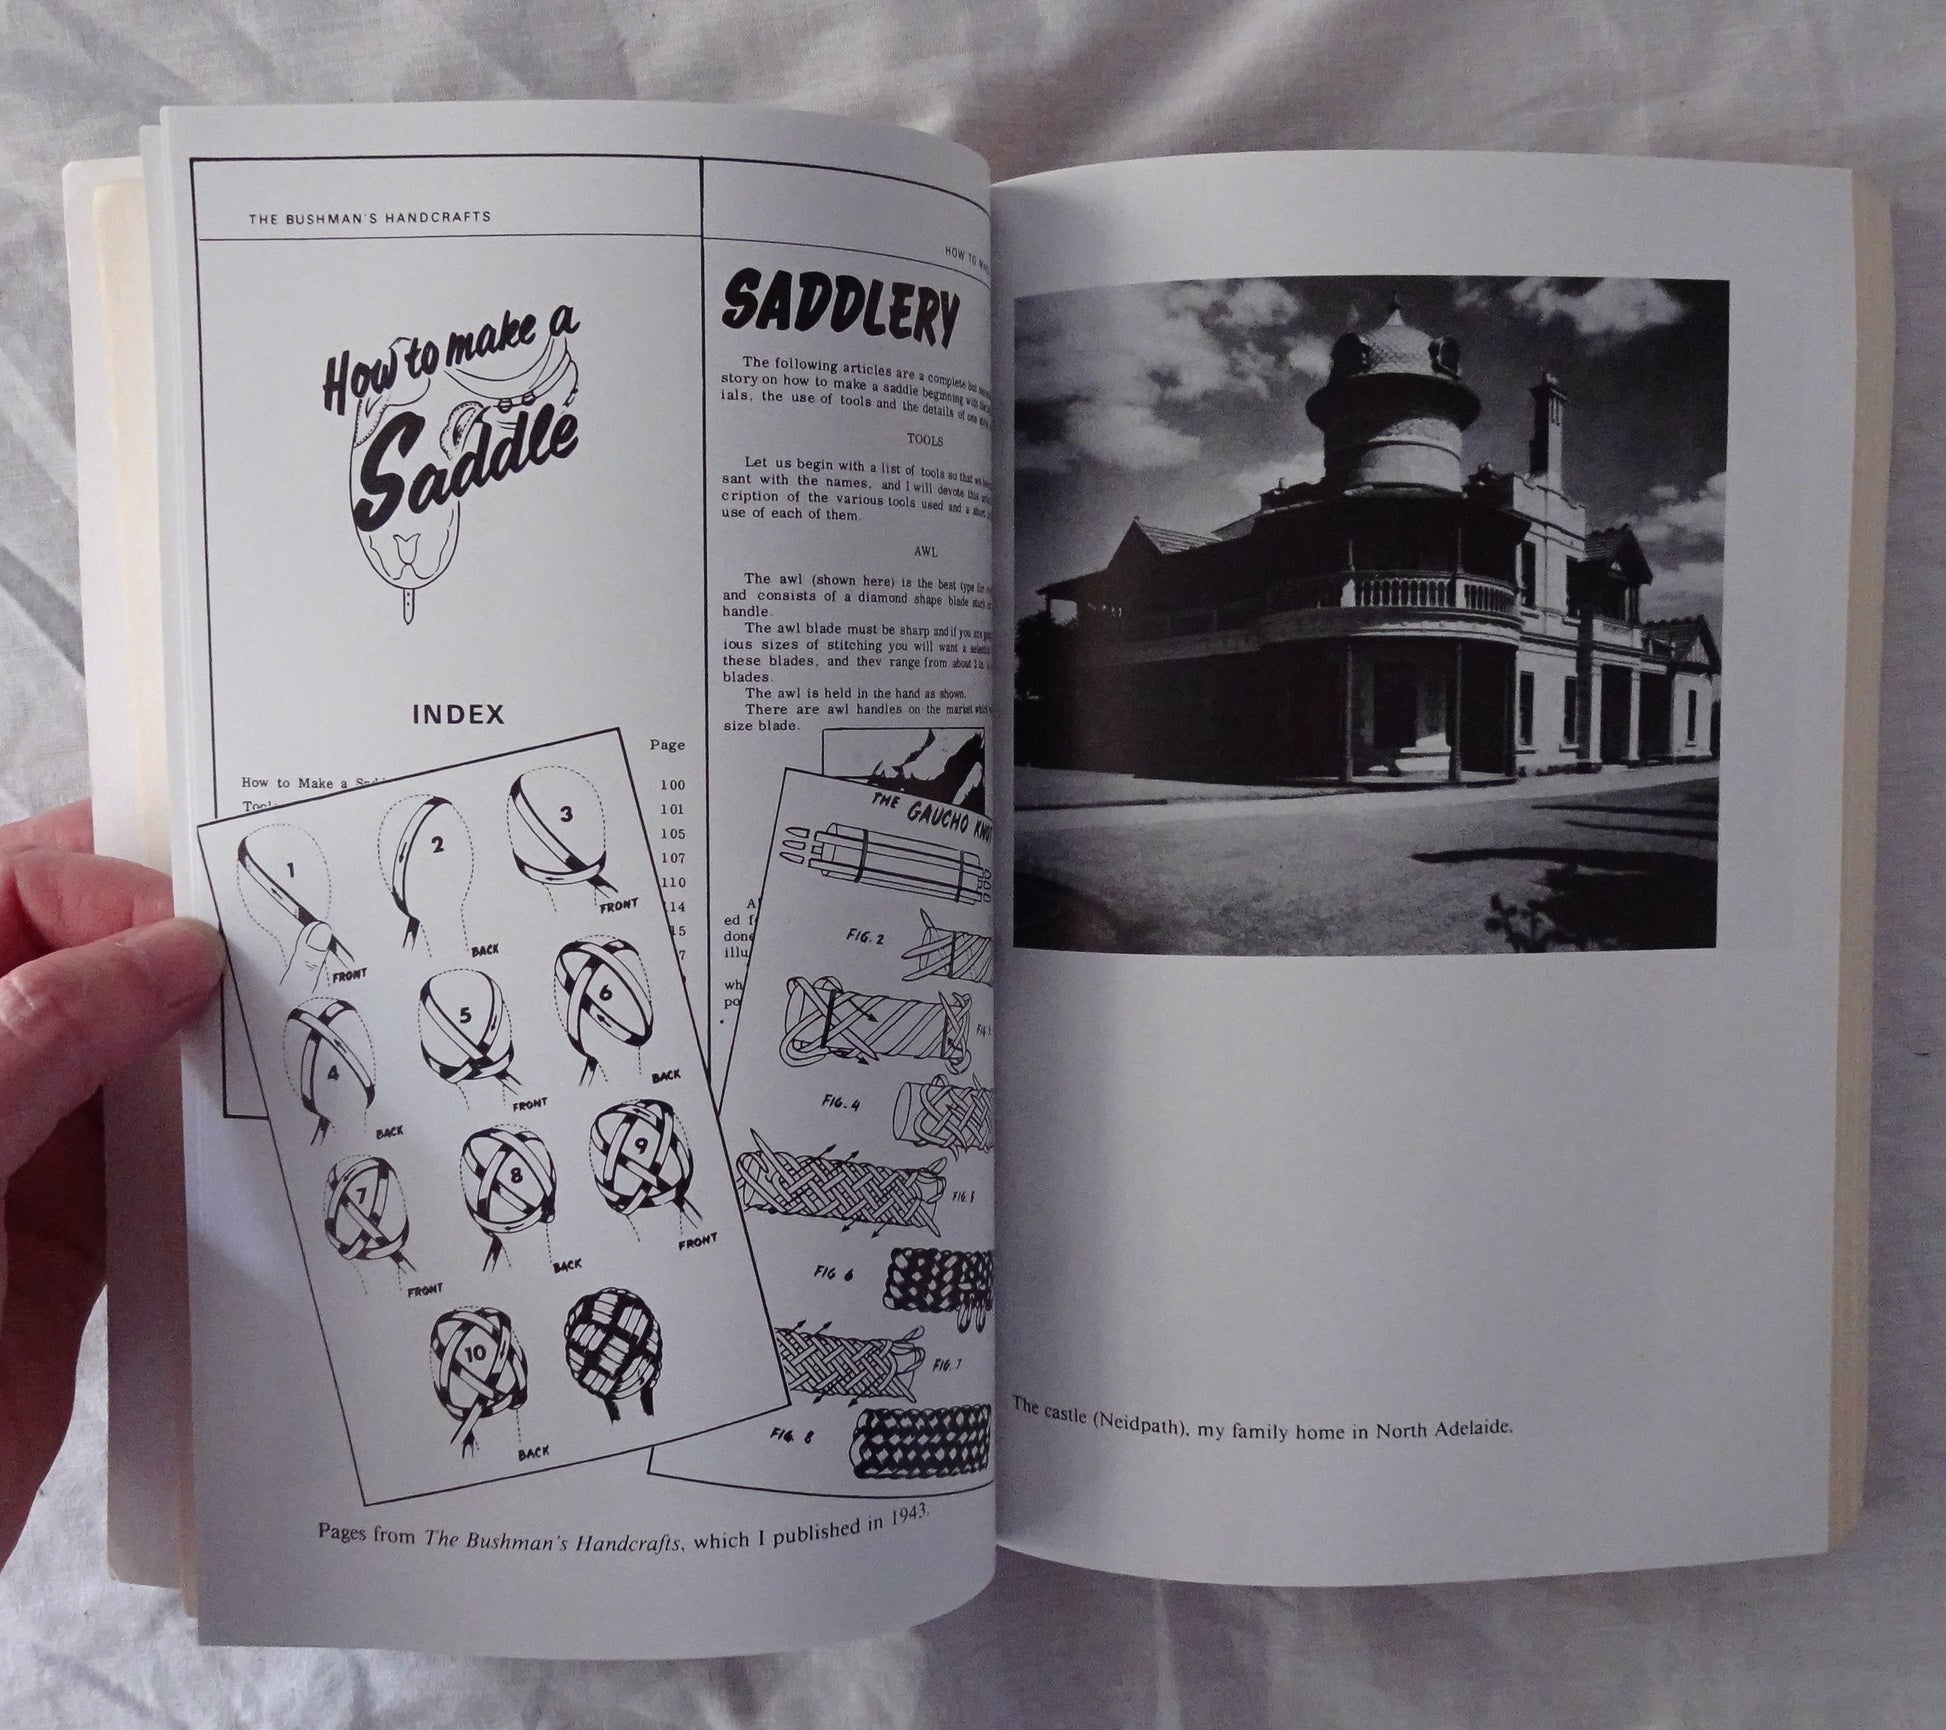 THE BUSHMAN'S HANDCRAFTS
How to make a
Saddle
INDEX
Page
How to Make a
100
101
105
107
110
HOW TO
SADDLERY
The following articles are a complete
story on how to make a saddle beginning with
ials, the use of tools and the details of
TOOLS
Let us begin with a list of tools so that
sant with the names, and I will devote this
cription of the various tools used and a
use of each of them.
AWL
The awl (shown here) is the best type
and consists of a diamond shape blade
handle.
The awl blade must be sharp and if you are
ious sizes of stitching you will want a
these blades, and they range from about
blades.
The awl is held in the hand as shown.
There are awl handles on the market
size blade.
1
FRONT
2
BACK
3
FRONT
4
BACK
5
FRONT
6
BACK
7
FRONT
8
BACK
9
FRONT
10
BACK
THE GAUCHO
FIG. 2
FIG. 4
FIG. 5
FIG 6
FIG. 7
FIG. 8
Pages from The Bushman's Handcrafts, which I published in 1943.
The castle (Neidpath), my family home in North Adelaide.